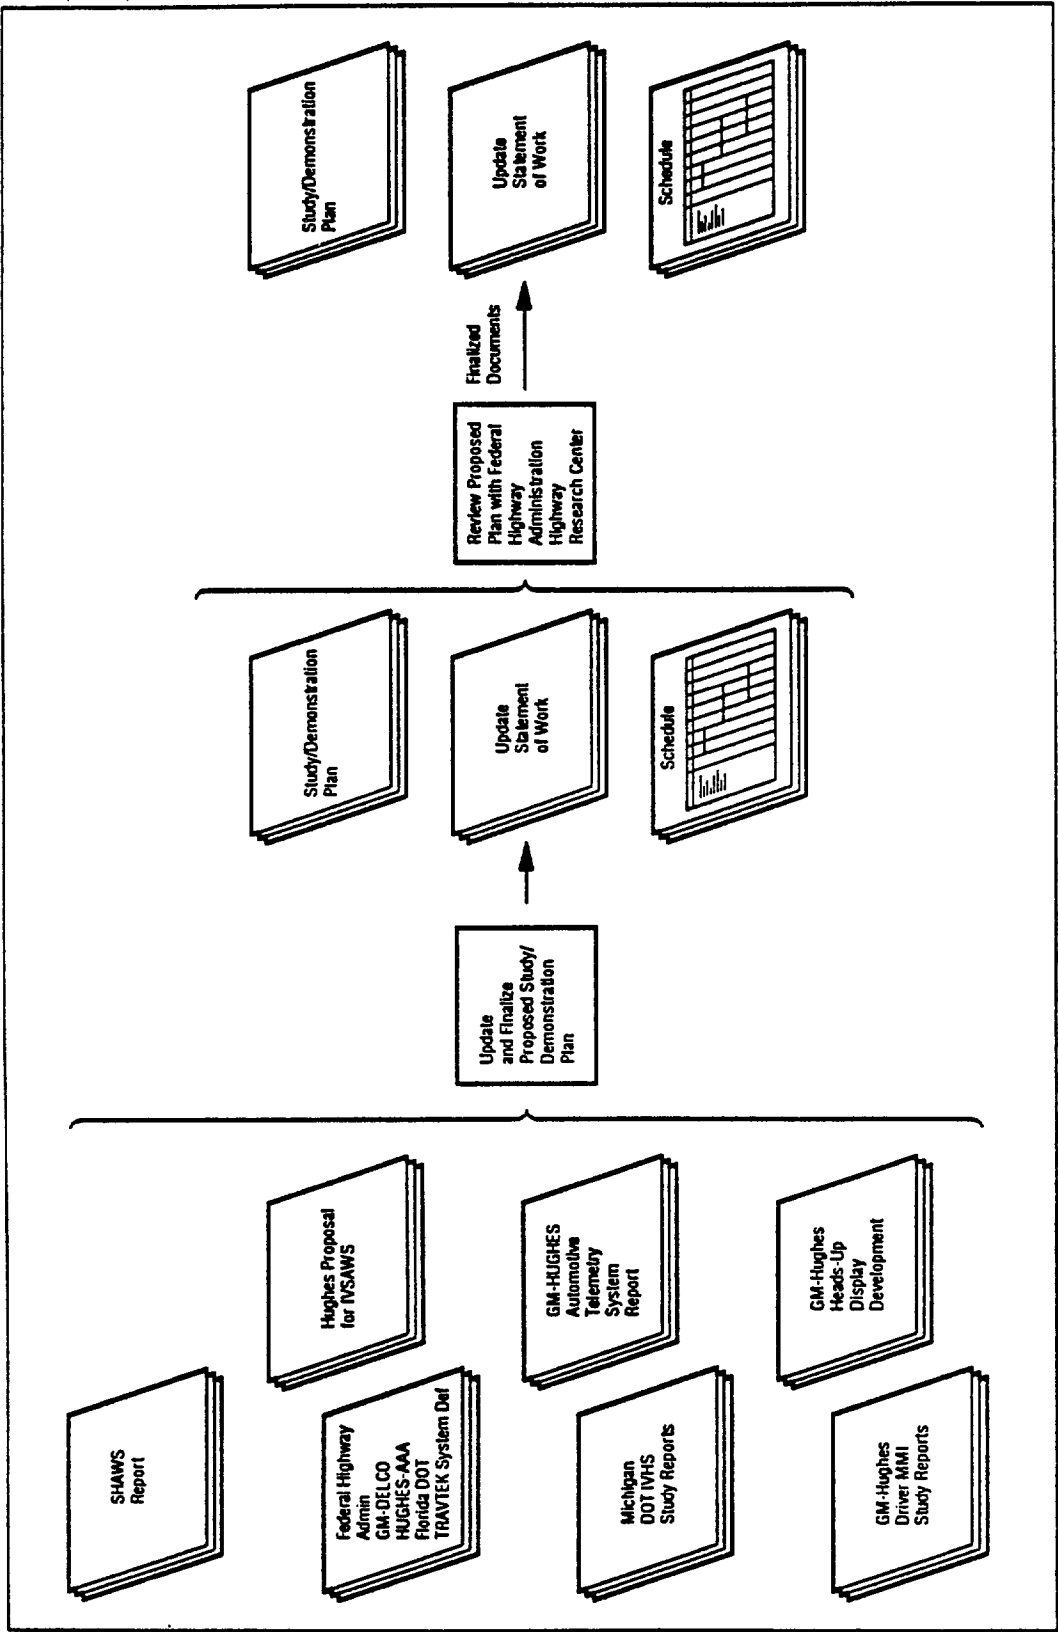 SHAWS
Report
Hughes Proposal
for IVSAWS
Federal Highway
Admin
GM-DELCO
HUGHES-AAA
Florida DOT
TRAVTEK System Def
GM-HUGHES
Automotive
Telemetry
System
Report
Michigan
DOT IVHS
Study Reports
GM-Hughes
Heads-Up
Display
Development
GM-Hughes
Driver MMI
Study Reports
Update
and Finalize
Proposed Study/
Demonstration
Plan
Study/Demonstration
Plan
Update
Statement
of Work
Schedule
Review Proposed
Plan with Federal
Highway
Administration
Highway
Research Center
Finalized
Documents
Study/Demonstration
Plan
Update
Statement
of Work
Schedule